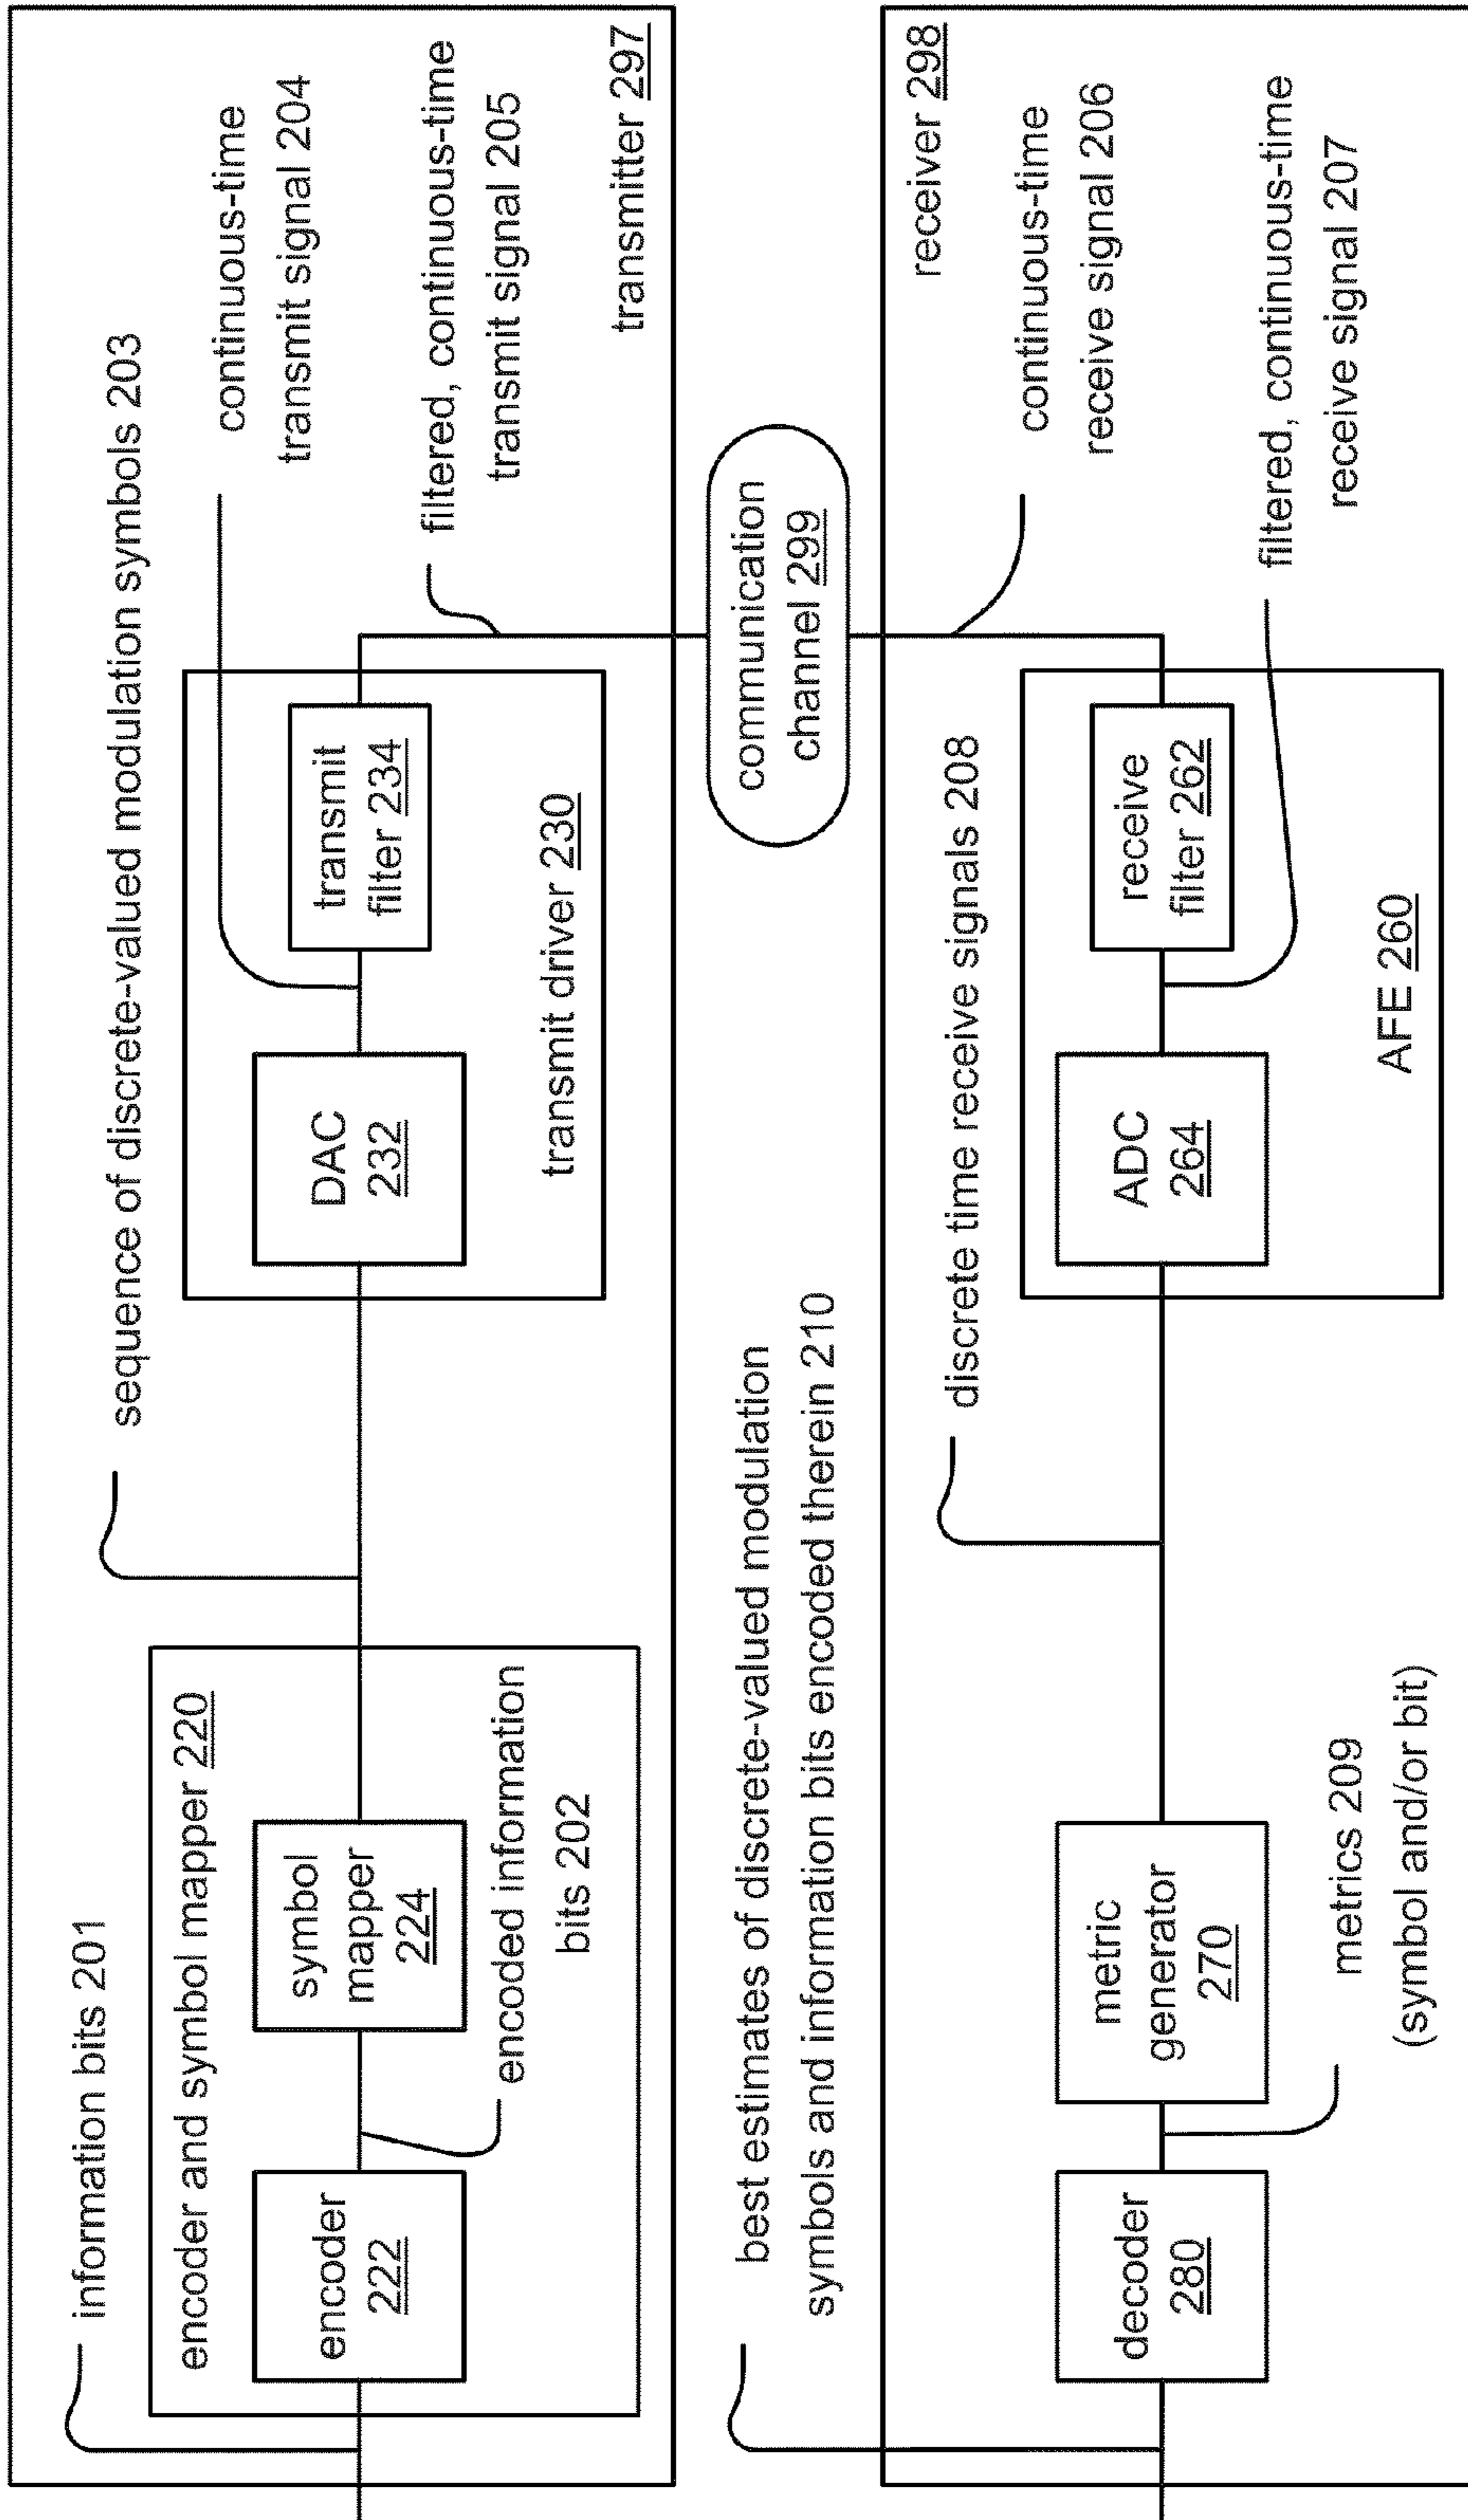 information bits 201
encoder and symbol mapper 220
encoder
222
symbol
mapper
224
encoded information
bits 202
sequence of discrete-valued modulation symbols 203
DAC
232
transmit
filter 234
transmit driver 230
continuous-time
transmit signal 204
filtered, continuous-time
transmit signal 205
transmitter 297
communication
channel 299
best estimates of discrete-valued modulation
symbols and information bits encoded therein 210
decoder
280
metric
generator
270
metrics 209
(symbol and/or bit)
discrete time receive signals 208
ADC
264
receive
filter 262
AFE 260
receiver 298
continuous-time
receive signal 206
filtered, continuous-time
receive signal 207